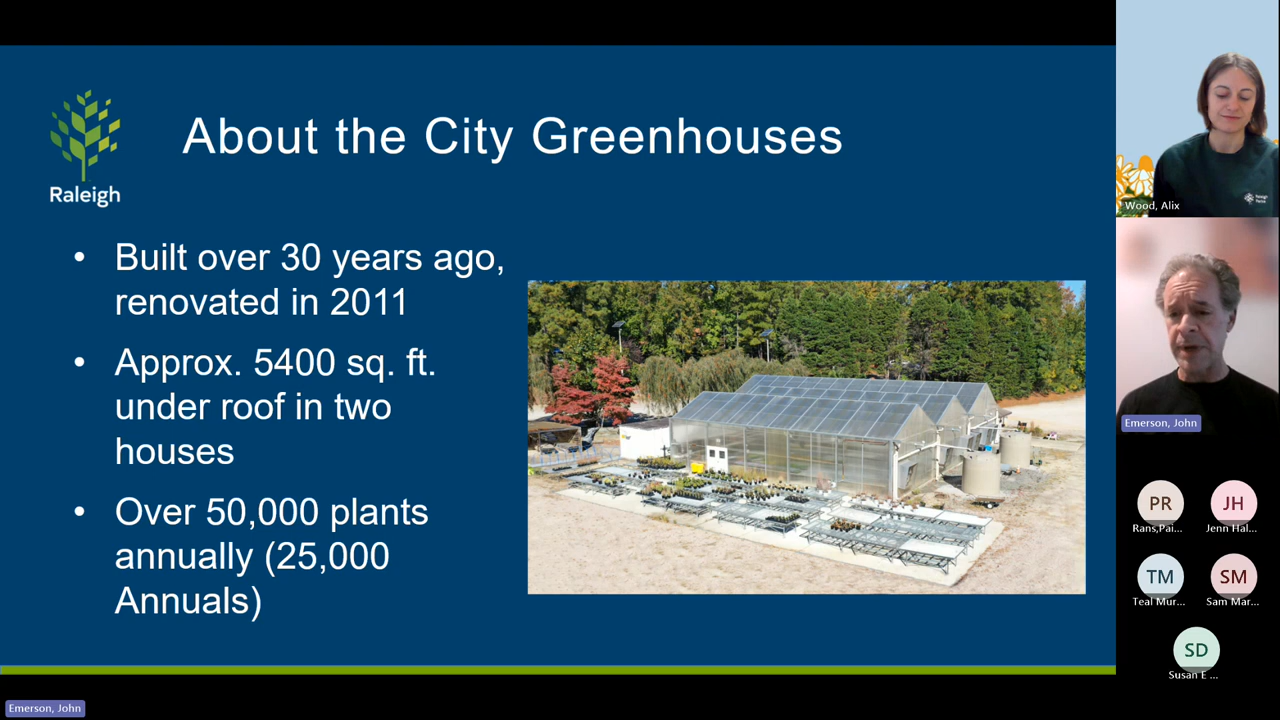 About the City Greenhouses
Raleigh
• Built over 30 years ago,
renovated in 2011
• Approx. 5400 sq. ft.
under roof in two
houses
• Over 50,000 plants
annually (25,000
Annuals)
Emerson, John
Wood, Alix
Emerson, John
PR
JH
Rans,Pai...
Jenn Hal...
TM
SM
Teal Mur...
Sam Mar...
SD
Susan E ...